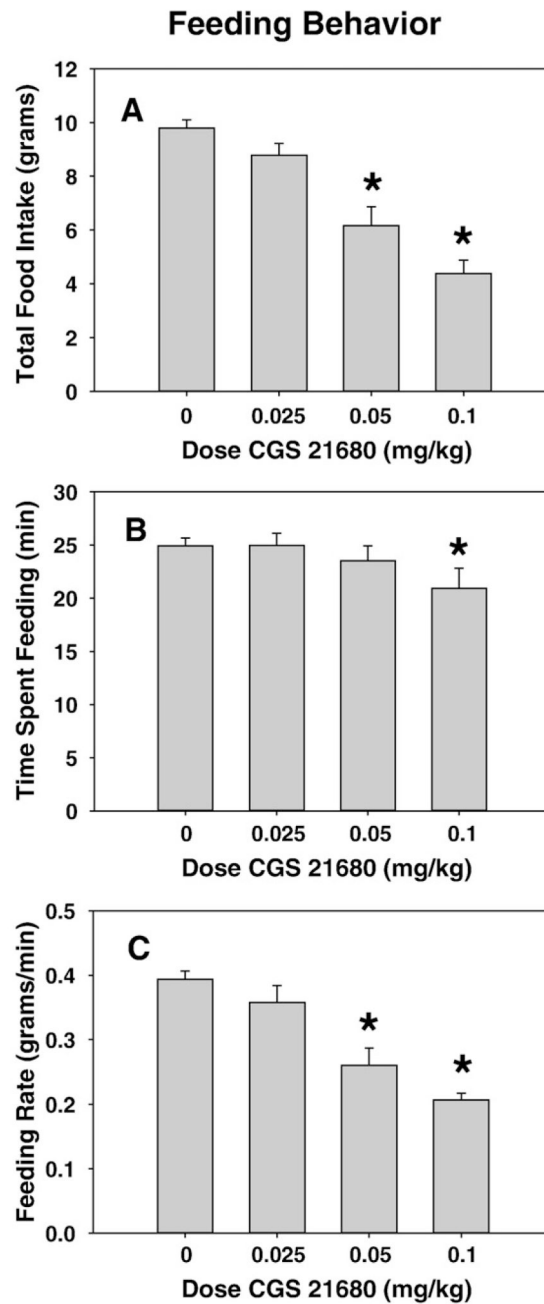 Feeding Behavior
A
Total Food Intake (grams)
12
10
8
6
4
2
0
*
*
0 0.025 0.05 0.1
Dose CGS 21680 (mg/kg)
B
Time Spent Feeding (min)
30
25
20
15
10
5
0
*
0 0.025 0.05 0.1
Dose CGS 21680 (mg/kg)
C
Feeding Rate (grams/min)
0.5
0.4
0.3
0.2
0.1
0.0
*
*
0 0.025 0.05 0.1
Dose CGS 21680 (mg/kg)